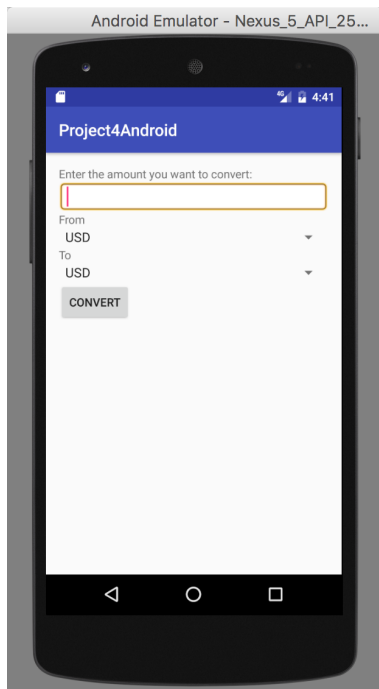 Android Emulator - Nexus_5_API_25...
4G 4:41
Project4Android
Enter the amount you want to convert:
From
USD
To
USD
CONVERT